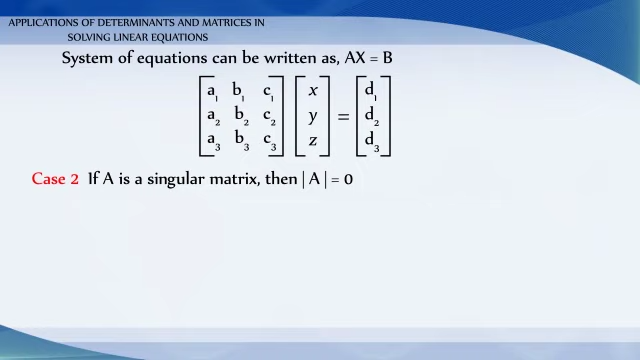 APPLICATIONS OF DETERMINANTS AND MATRICES IN
SOLVING LINEAR EQUATIONS
System of equations can be written as, AX = B
a₁ b₁ c₁ x d₁
a₂ b₂ c₂ y = d₂
a₃ b₃ c₃ z d₃
Case 2 If A is a singular matrix, then | A | = 0